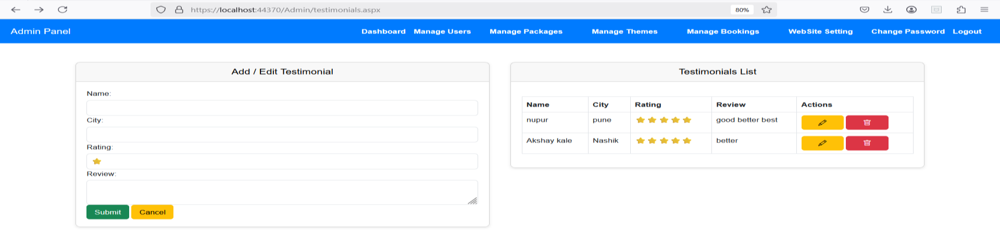 https://localhost:44370/Admin/testimonials.aspx 80%
Admin Panel Dashboard Manage Users Manage Packages Manage Themes Manage Bookings WebSite Setting Change Password Logout
Add / Edit Testimonial
Name:
City:
Rating:
Review:
Submit Cancel
Testimonials List
Name City Rating Review Actions
nupur pune good better best
Akshay kale Nashik better